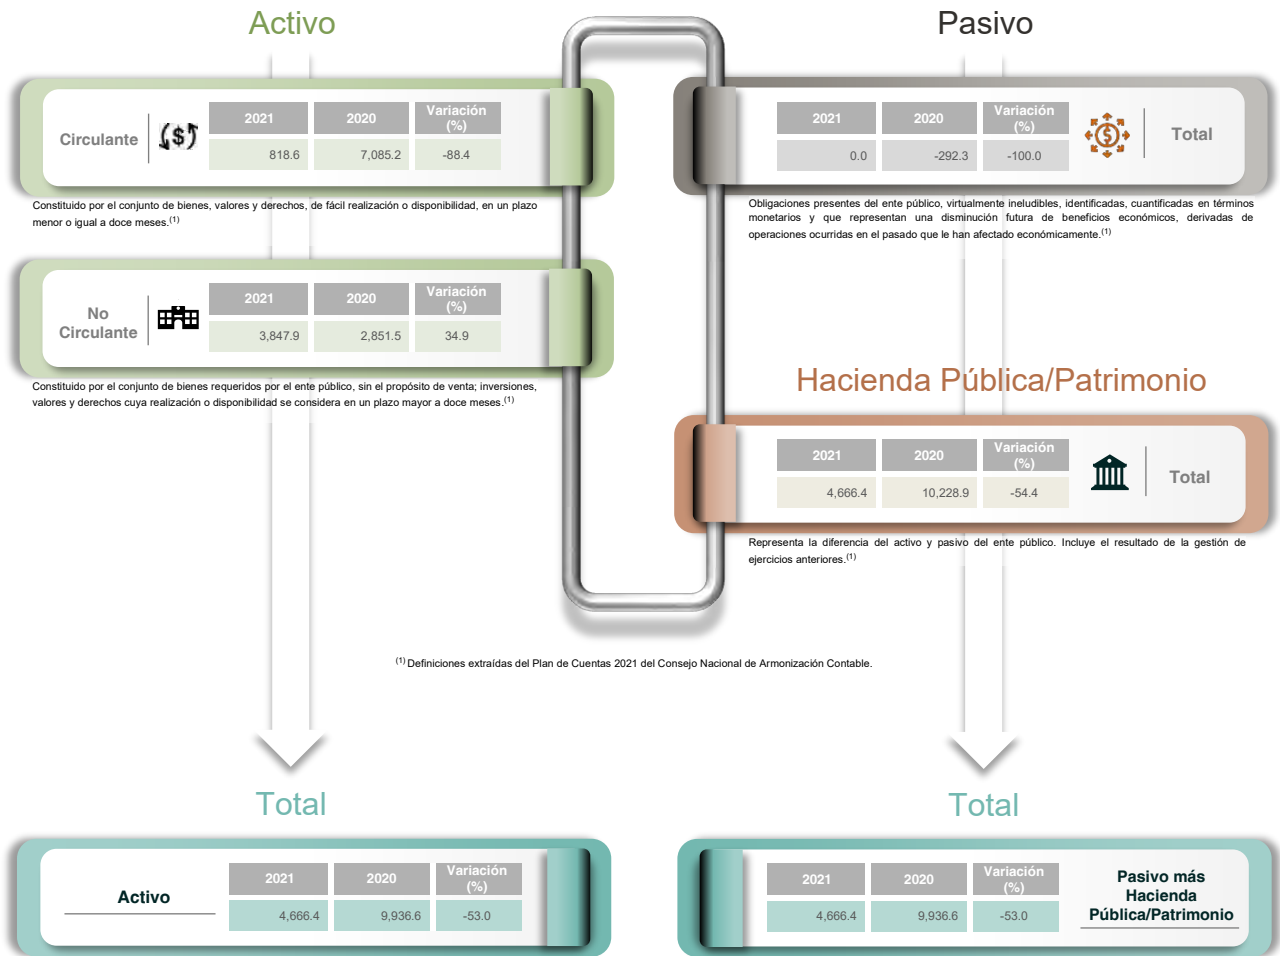 Activo
Circulante
2021 2020 Variación (%)
818.6 7,085.2 -88.4
Constituido por el conjunto de bienes, valores y derechos, de fácil realización o disponibilidad, en un plazo
menor o igual a doce meses.(1)
No
Circulante
2021 2020 Variación (%)
3,847.9 2,851.5 34.9
Constituido por el conjunto de bienes requeridos por el ente público, sin el propósito de venta; inversiones,
valores y derechos cuya realización o disponibilidad se considera en un plazo mayor a doce meses.(1)
Pasivo
2021 2020 Variación (%)
0.0 -292.3 -100.0
Total
Obligaciones presentes del ente público, virtualmente ineludibles, identificadas, cuantificadas en términos
monetarios y que representan una disminución futura de beneficios económicos, derivadas de
operaciones ocurridas en el pasado que le han afectado económicamente.(1)
Hacienda Pública/Patrimonio
2021 2020 Variación (%)
4,666.4 10,228.9 -54.4
Total
Representa la diferencia del activo y pasivo del ente público. Incluye el resultado de la gestión de
ejercicios anteriores.(1)
(1) Definiciones extraídas del Plan de Cuentas 2021 del Consejo Nacional de Armonización Contable.
Total
Activo
2021 2020 Variación (%)
4,666.4 9,936.6 -53.0
Total
2021 2020 Variación (%)
4,666.4 9,936.6 -53.0
Pasivo más
Hacienda
Pública/Patrimonio